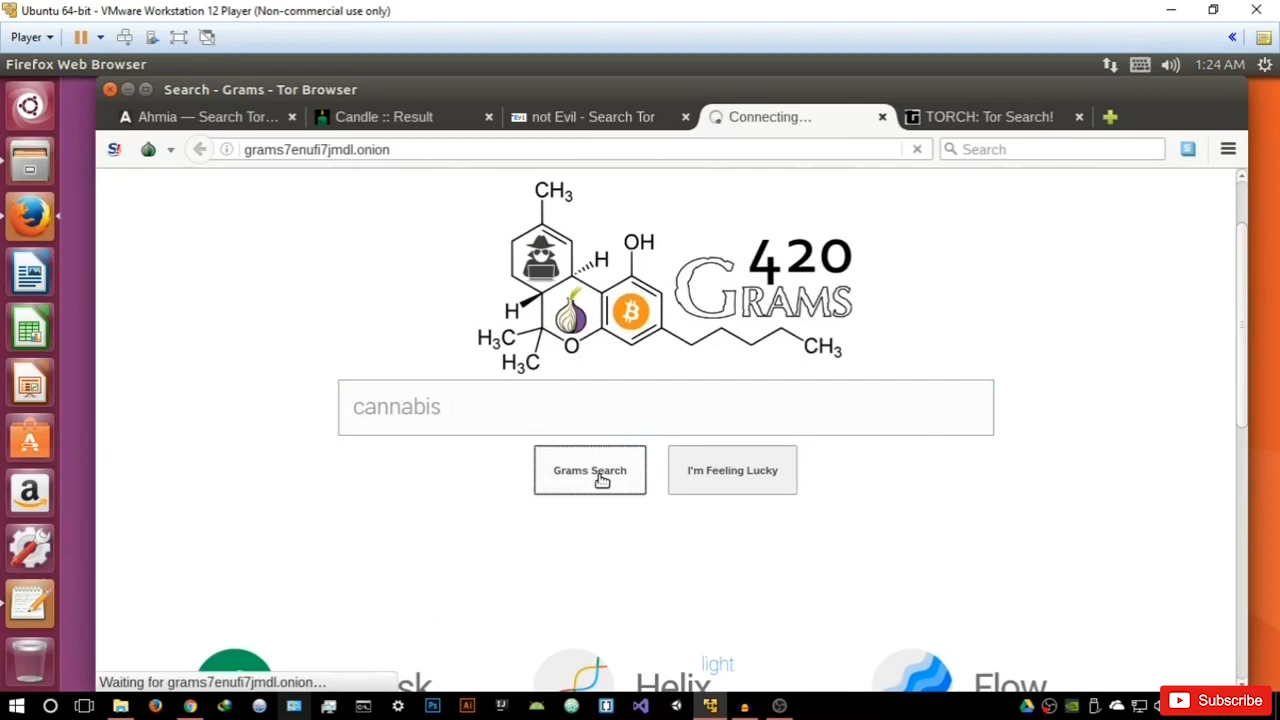 Ubuntu 64-bit - VMware Workstation 12 Player (Non-commercial use only)
Player
Firefox Web Browser
1:24 AM
Search - Grams - Tor Browser
Ahmia — Search Tor...
Candle :: Result
not Evil - Search Tor
Connecting...
TORCH: Tor Search!
grams7enufi7jmdl.onion
Search
CH3
OH
H
H
H3C
H3C
O
CH3
420
GRAMS
cannabis
Grams Search
I'm Feeling Lucky
light
sk
Helix
Flow
Waiting for grams7enufi7jmdl.onion...
Subscribe